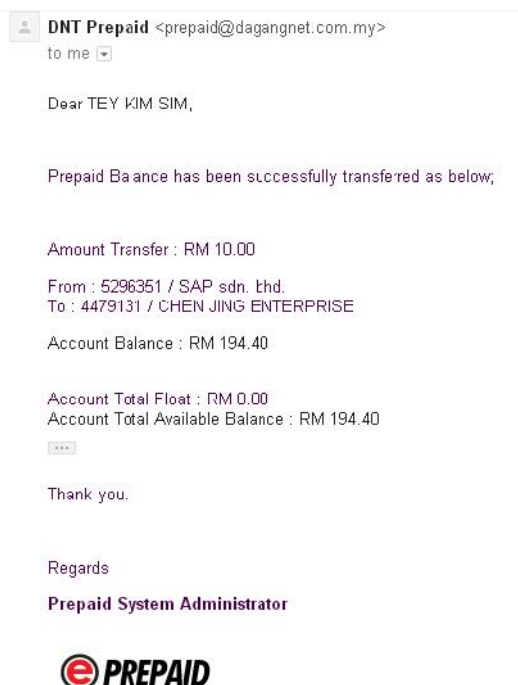 DNT Prepaid <prepaid@dagangnet.com.my>
to me
Dear TEY KIM SIM,
Prepaid Balance has been successfully transferred as below;
Amount Transfer : RM 10.00
From : 5296351 / SAP sdn. bhd.
To : 4479131 / CHEN JING ENTERPRISE
Account Balance : RM 194.40
Account Total Float : RM 0.00
Account Total Available Balance : RM 194.40
...
Thank you.
Regards
Prepaid System Administrator
e PREPAID